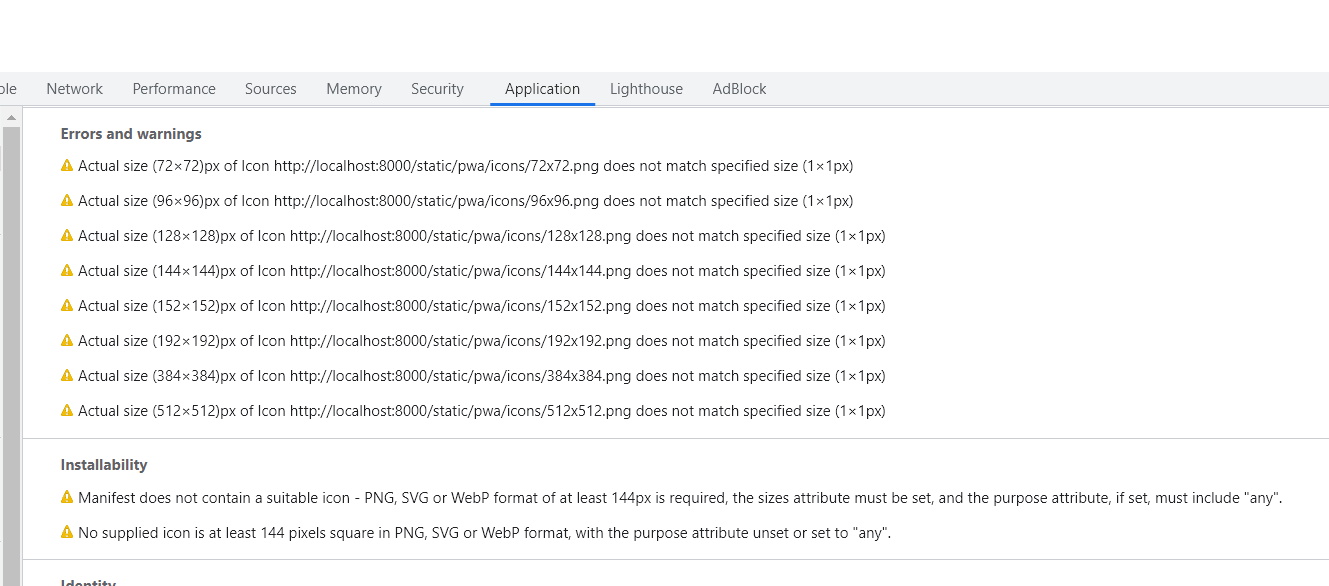 ole Network Performance Sources Memory Security Application Lighthouse AdBlock
Errors and warnings
Actual size (72×72)px of Icon http://localhost:8000/static/pwa/icons/72x72.png does not match specified size (1×1px)
Actual size (96×96)px of Icon http://localhost:8000/static/pwa/icons/96x96.png does not match specified size (1×1px)
Actual size (128×128)px of Icon http://localhost:8000/static/pwa/icons/128x128.png does not match specified size (1×1px)
Actual size (144×144)px of Icon http://localhost:8000/static/pwa/icons/144x144.png does not match specified size (1×1px)
Actual size (152×152)px of Icon http://localhost:8000/static/pwa/icons/152x152.png does not match specified size (1×1px)
Actual size (192×192)px of Icon http://localhost:8000/static/pwa/icons/192x192.png does not match specified size (1×1px)
Actual size (384×384)px of Icon http://localhost:8000/static/pwa/icons/384x384.png does not match specified size (1×1px)
Actual size (512×512)px of Icon http://localhost:8000/static/pwa/icons/512x512.png does not match specified size (1×1px)
Installability
Manifest does not contain a suitable icon - PNG, SVG or WebP format of at least 144px is required, the sizes attribute must be set, and the purpose attribute, if set, must include "any".
No supplied icon is at least 144 pixels square in PNG, SVG or WebP format, with the purpose attribute unset or set to "any".
Identity